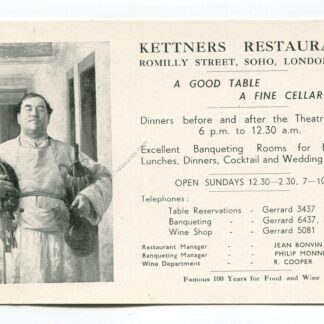 KETTNERS RESTAURA
ROMILLY STREET, SOHO, LONDON
A GOOD TABLE
A FINE CELLAR
Dinners before and after the Theatr
6 p.m. to 12.30 a.m.
Excellent Banqueting Rooms for
Lunches, Dinners, Cocktail and Wedding
OPEN SUNDAYS 12.30–2.30, 7–10
Telephones :
Table Reservations - Gerrard 3437
Banqueting - - Gerrard 6437,
Wine Shop - - Gerrard 5081
Restaurant Manager - - JEAN BONVIN
Banqueting Manager - - PHILIP MONNE
Wine Department - - R. COOPER
Famous 100 Years for Food and Wine